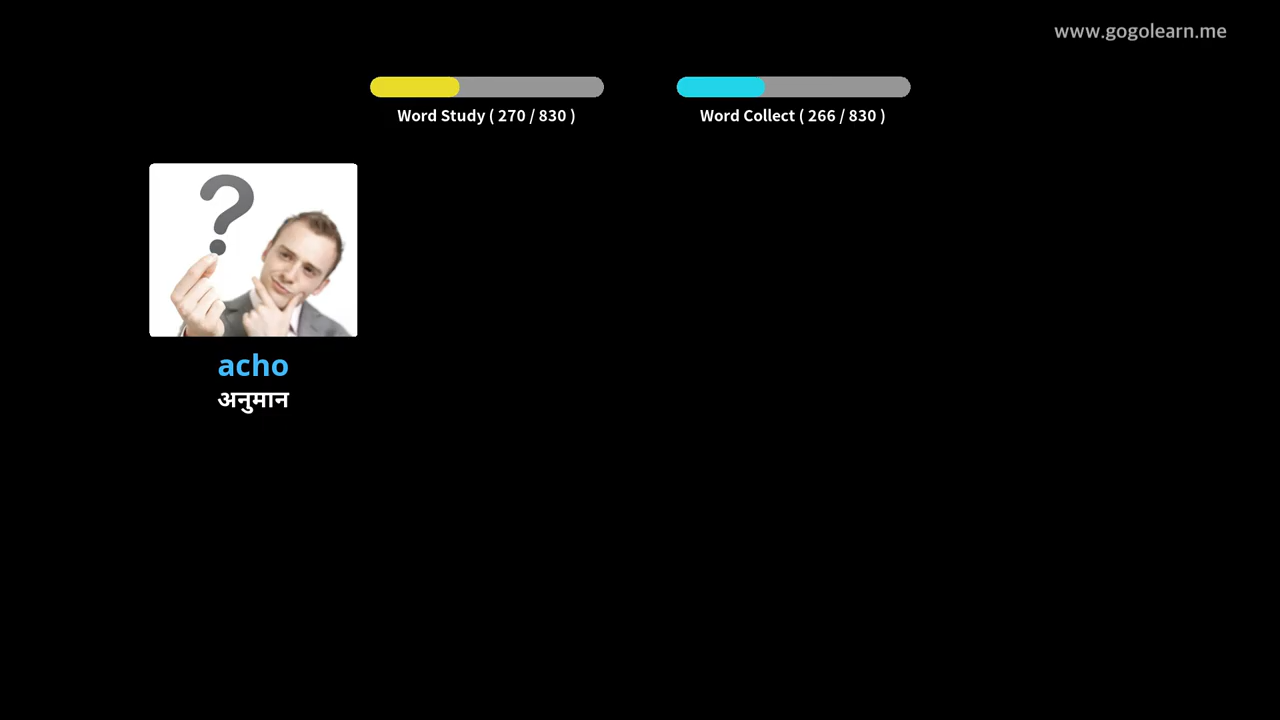 www.gogolearn.me
Word Study ( 270 / 830 )
Word Collect ( 266 / 830 )
?
acho
अनुमान